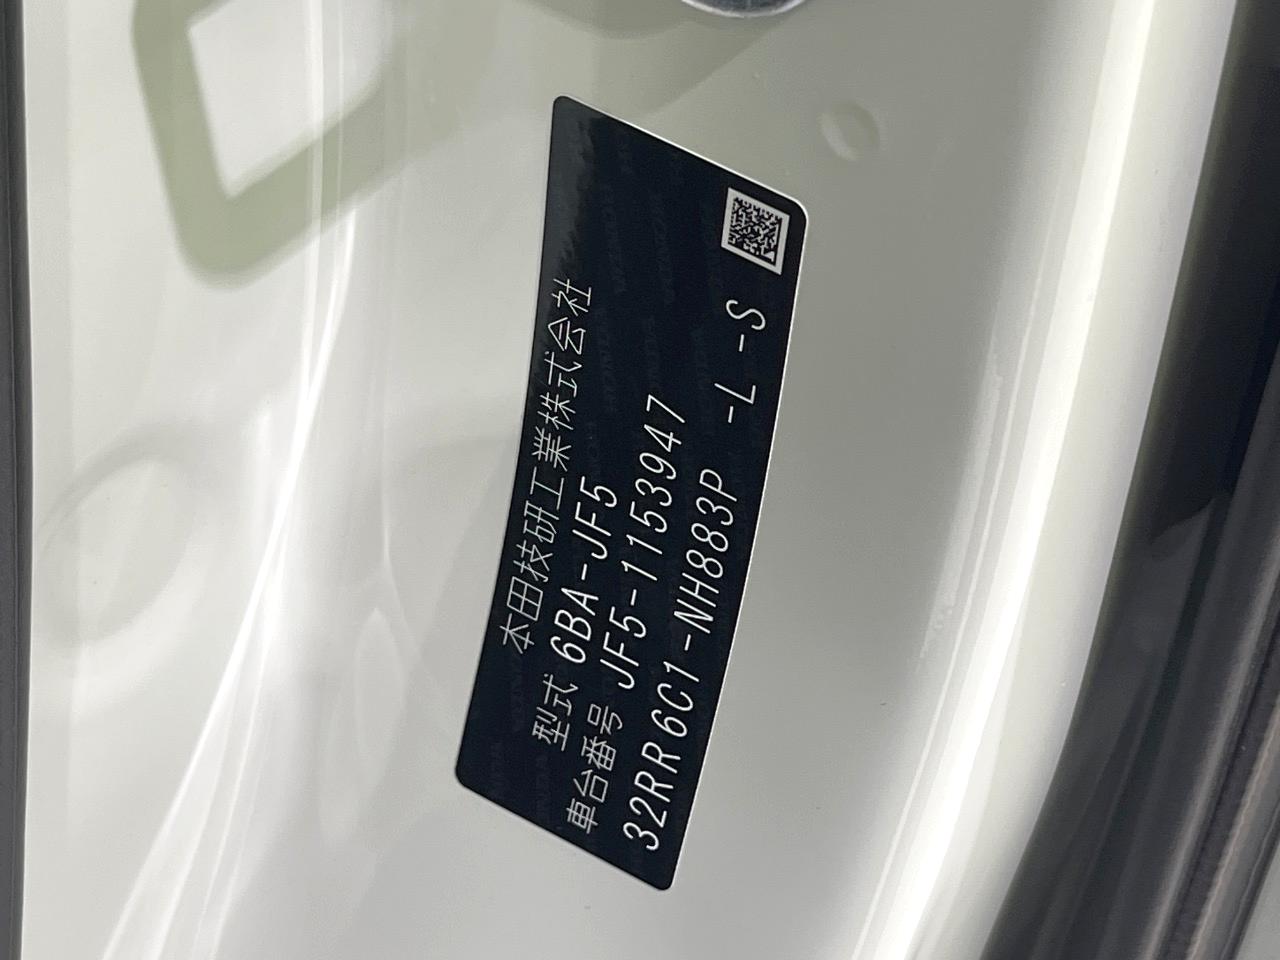 本田技研工業株式会社
型式 6BA-JF5
車台番号 JF5-1153947
32RR6C1-NH883P -L -S